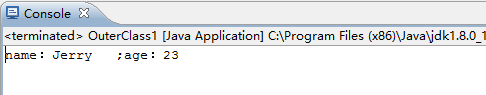 Console
<terminated> OuterClass1 [Java Application] C:\Program Files (x86)\Java\jdk1.8.0_1
name: Jerry   ;age: 23